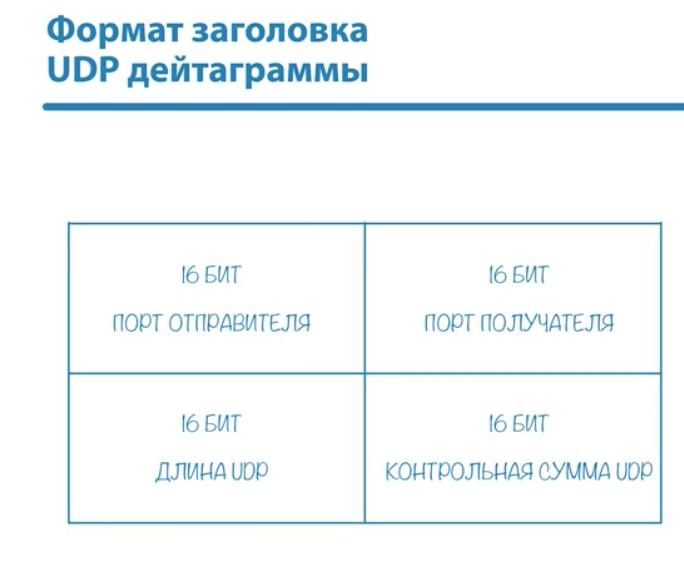 Формат заголовка
UDP дейтаграммы
16 БИТ
ПОРТ ОТПРАВИТЕЛЯ
16 БИТ
ПОРТ ПОЛУЧАТЕЛЯ
16 БИТ
ДЛИНА UDP
16 БИТ
КОНТРОЛЬНАЯ СУММА UDP